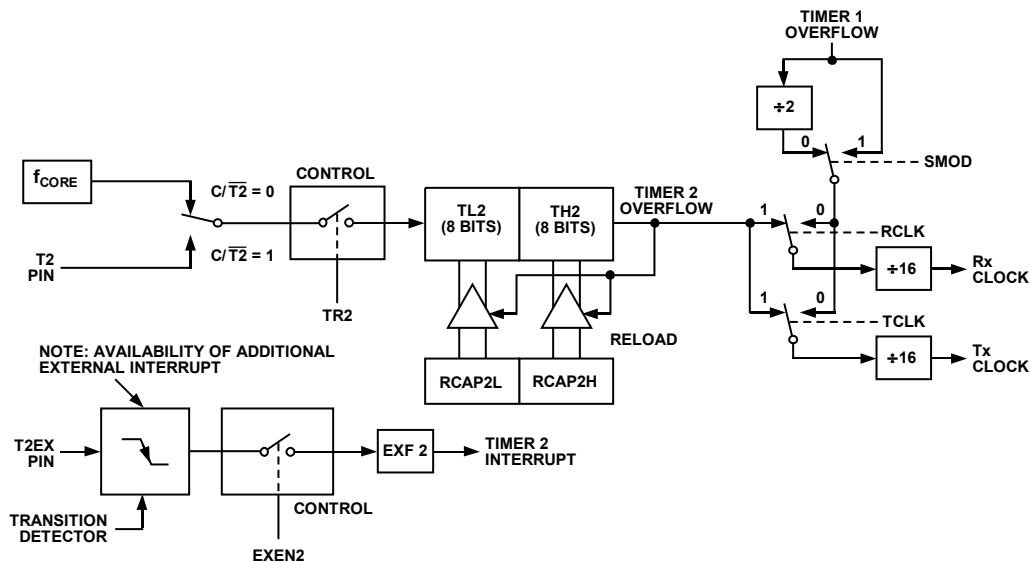 TIMER 1
OVERFLOW
÷2
0
1
SMOD
CONTROL
fCORE
C/T̅2̅ = 0
C/T̅2̅ = 1
T2
PIN
TR2
TL2
(8 BITS)
TH2
(8 BITS)
TIMER 2
OVERFLOW
1
0
RCLK
÷16
Rx
CLOCK
1
0
TCLK
÷16
Tx
CLOCK
RELOAD
RCAP2L
RCAP2H
NOTE: AVAILABILITY OF ADDITIONAL
EXTERNAL INTERRUPT
T2EX
PIN
EXF 2
TIMER 2
INTERRUPT
CONTROL
TRANSITION
DETECTOR
EXEN2